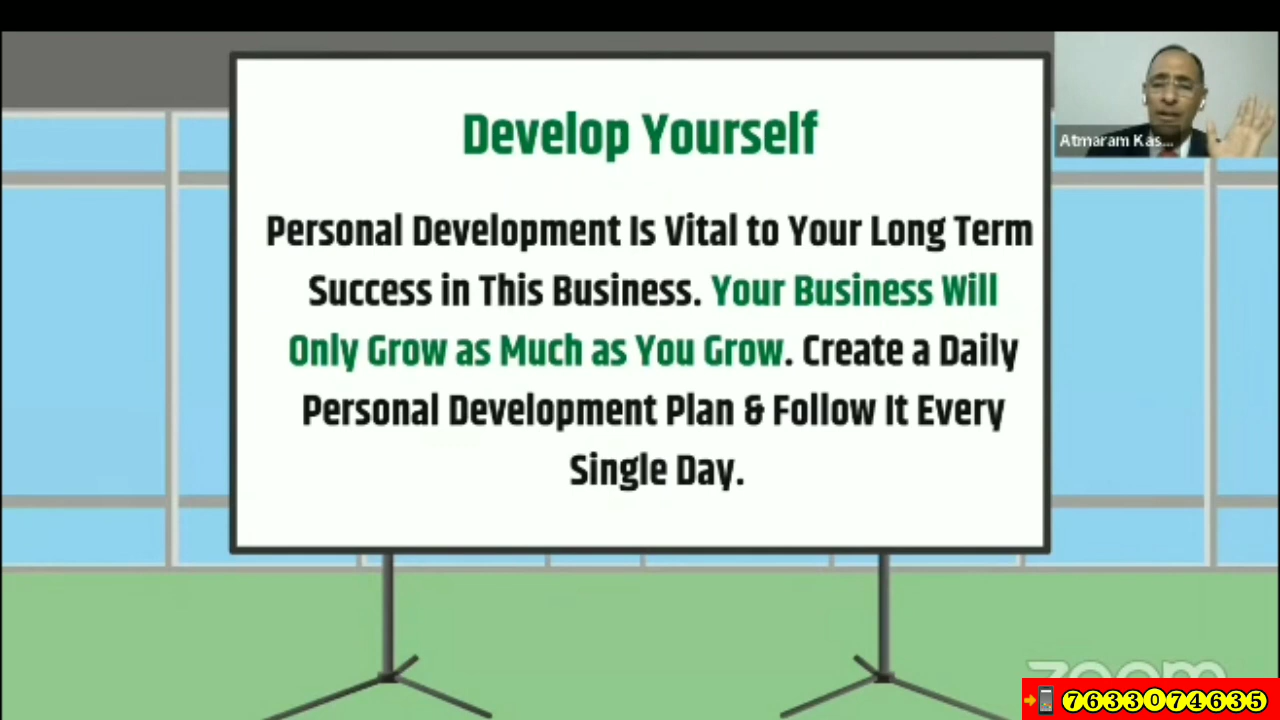 Develop Yourself
Personal Development Is Vital to Your Long Term
Success in This Business. Your Business Will
Only Grow as Much as You Grow. Create a Daily
Personal Development Plan & Follow It Every
Single Day.
Atmaram Kas...
zoom
7633074635